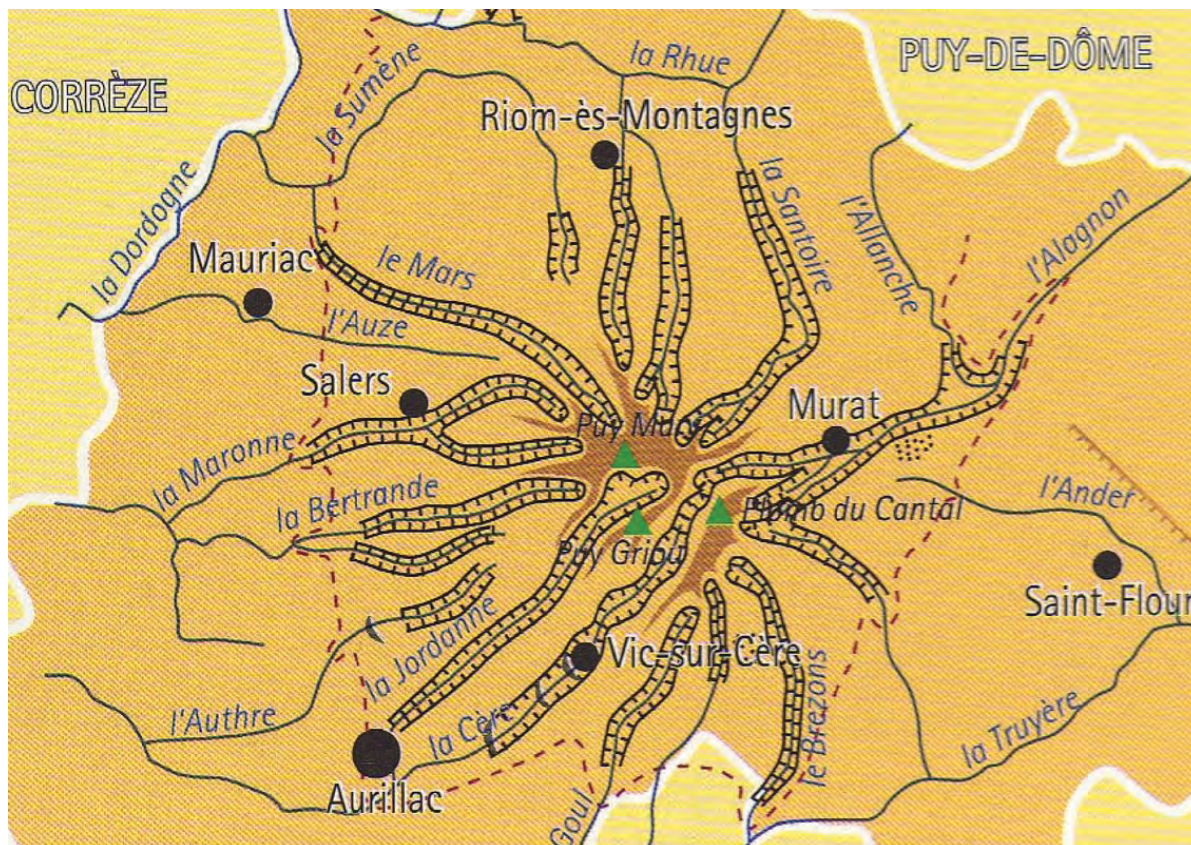 la Rhue
PUY-DE-DÔME
CORRÈZE
la Sumène
Riom-ès-Montagnes
la Santoire
l'Allanche
l'Alagnon
la Dordogne
Mauriac
le Mars
l'Auze
Salers
Puy Mary
Murat
la Maronne
la Bertrande
Plomb du Cantal
l'Ander
Puy Griou
Saint-Flour
la Jordanne
Vic-sur-Cère
l'Authre
la Cère
le Brezons
la Truyère
Aurillac
Goul